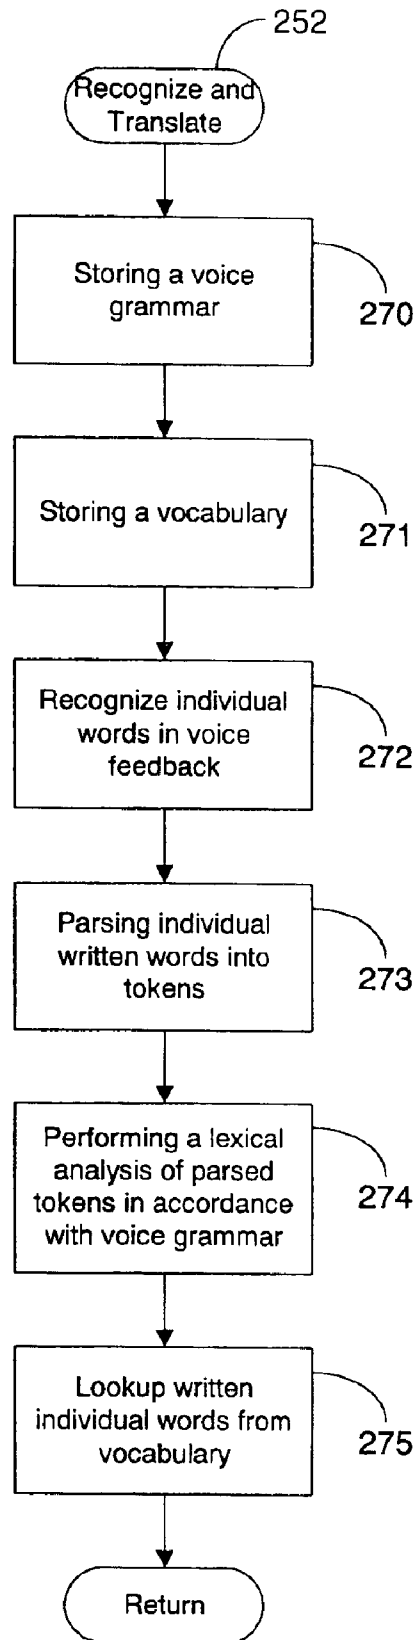 252
Recognize and
Translate
Storing a voice
grammar
270
Storing a vocabulary
271
Recognize individual
words in voice
feedback
272
Parsing individual
written words into
tokens
273
Performing a lexical
analysis of parsed
tokens in accordance
with voice grammar
274
Lookup written
individual words from
vocabulary
275
Return